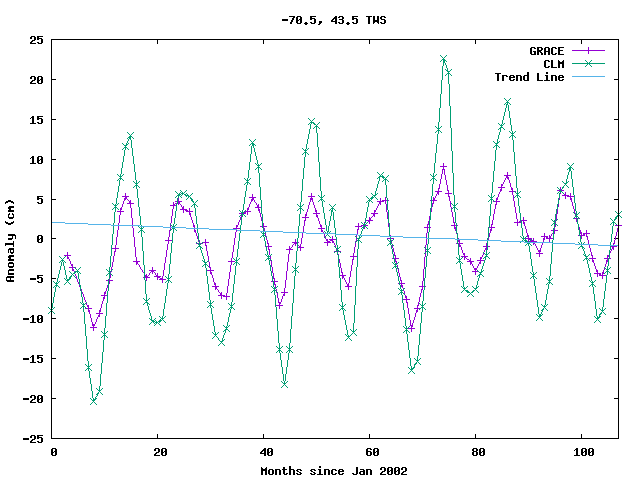 -70.5, 43.5 TWS
GRACE
CLM
Trend Line
25
20
15
10
5
0
-5
-10
-15
-20
-25
Anomaly (cm)
0 20 40 60 80 100
Months since Jan 2002